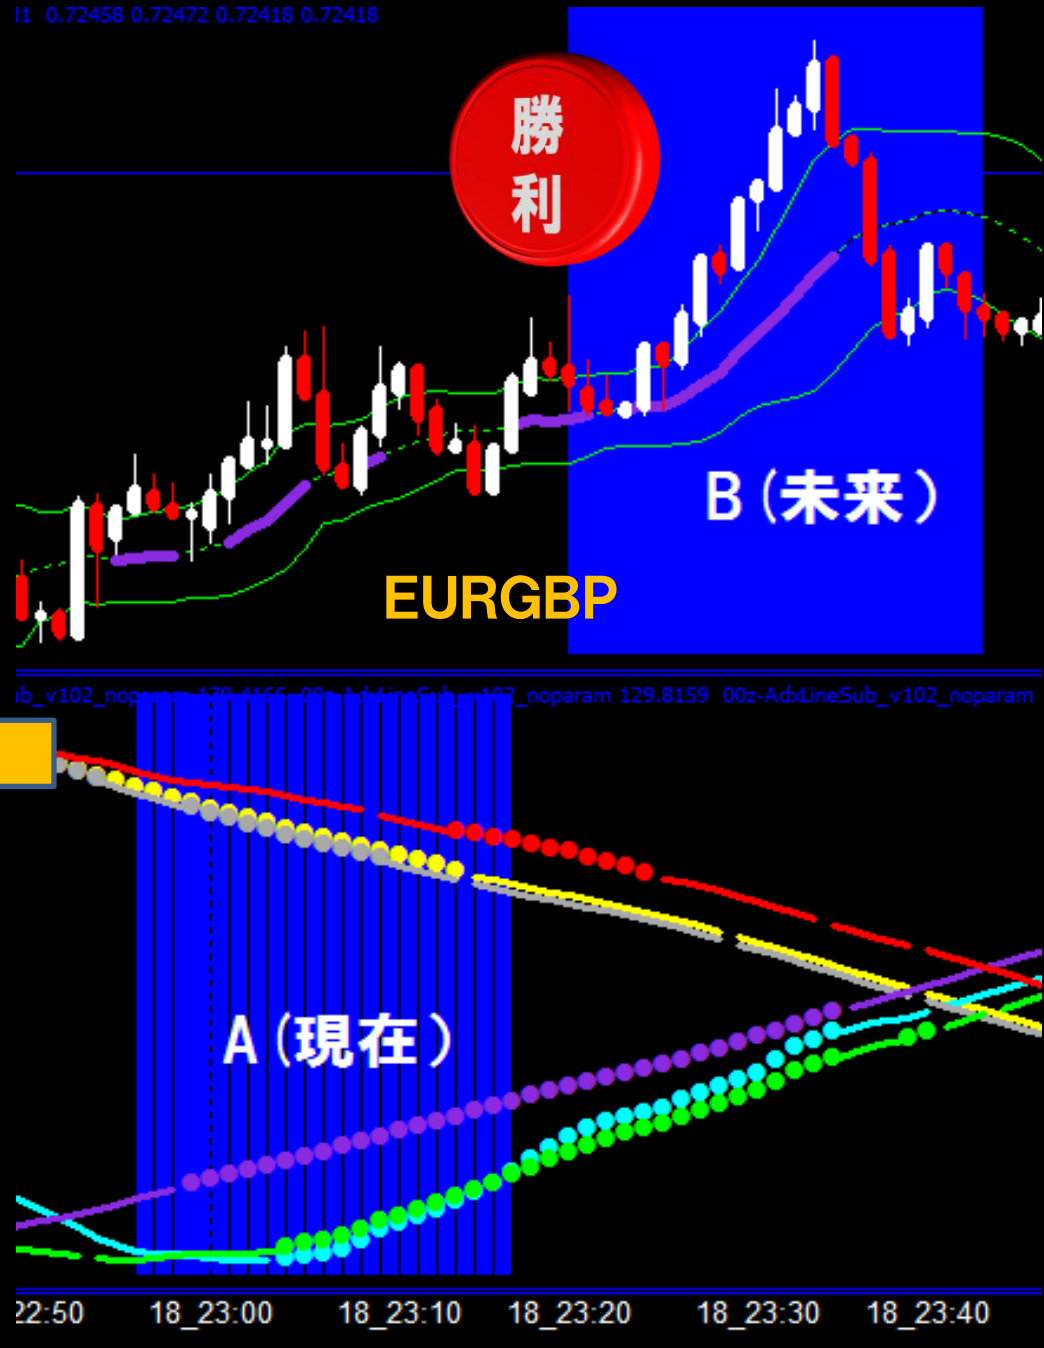 0.72458 0.72472 0.72418 0.72418
勝
利
B(未来)
EURGBP
_v102_noparam 129.8159 00z-AdxLineSub_v102_noparam
A(現在)
22:50 18_23:00 18_23:10 18_23:20 18_23:30 18_23:40